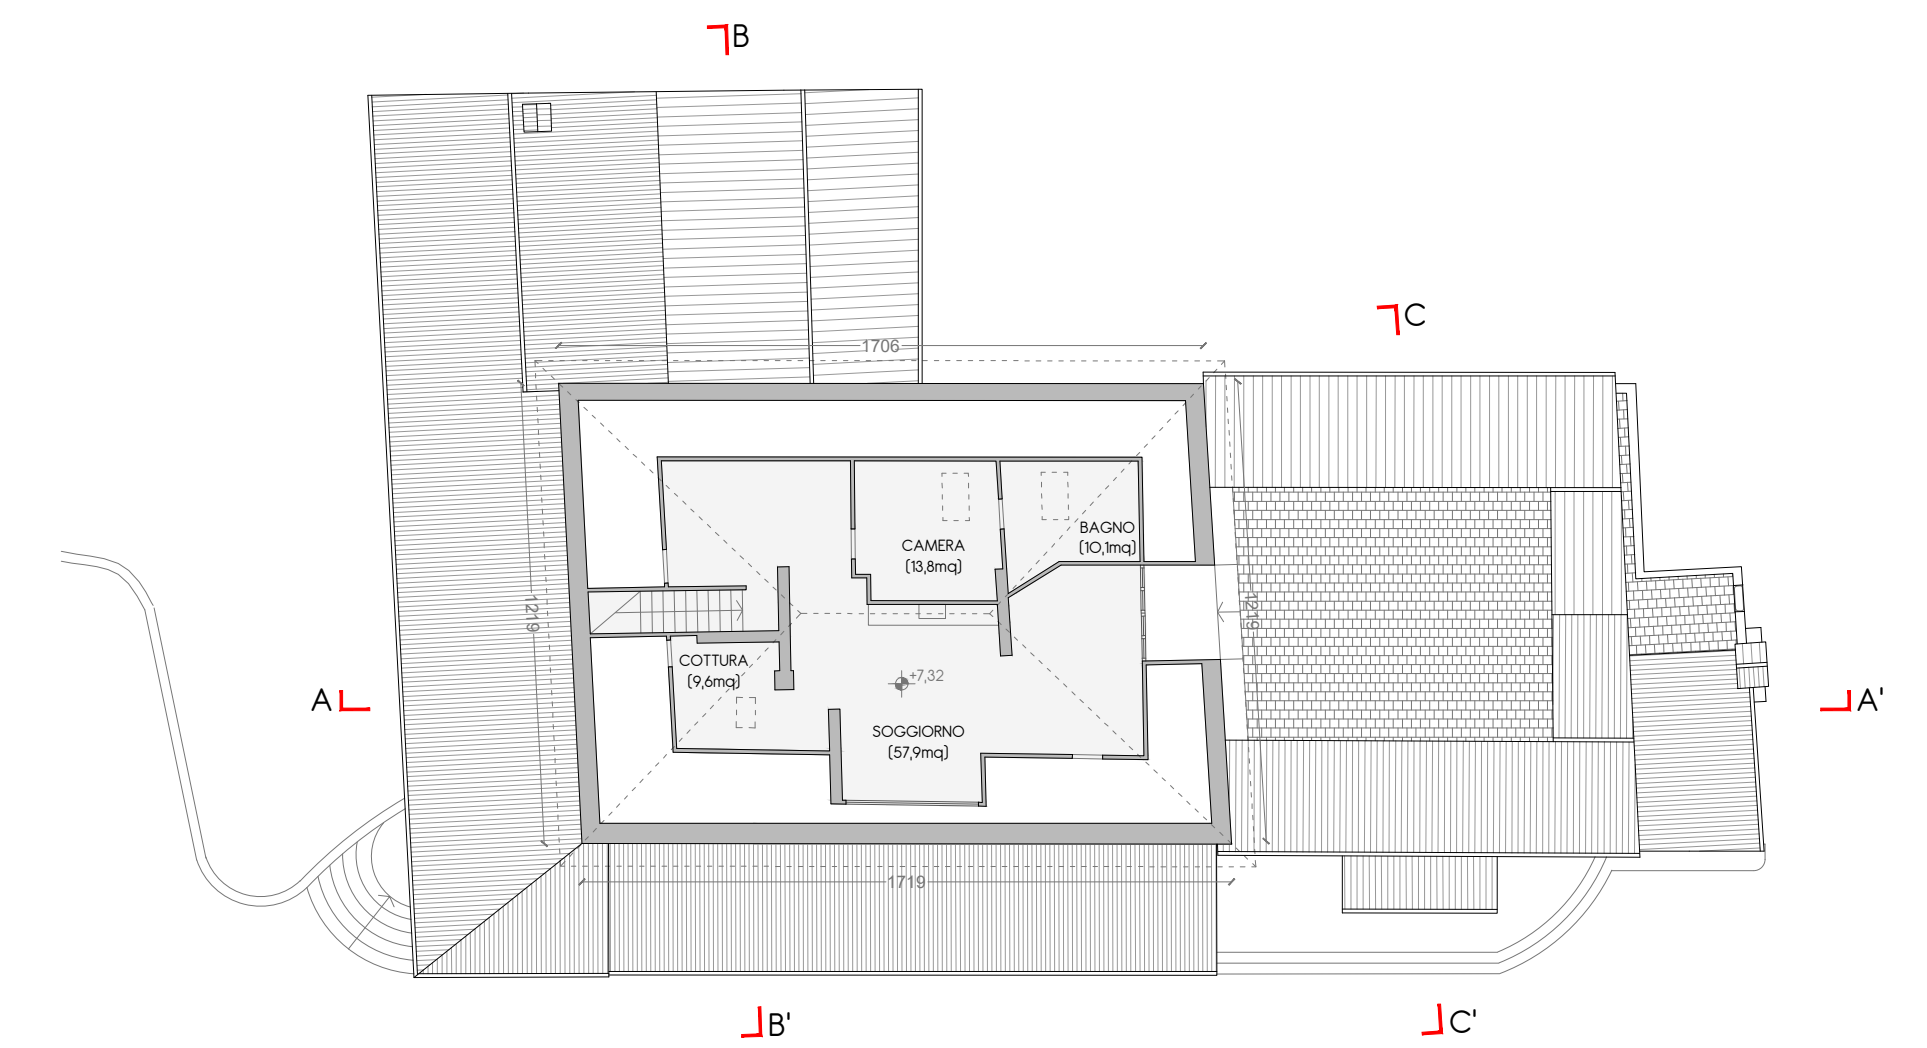 B
C
1706
BAGNO
(10,1mq)
CAMERA
(13,8mq)
1219
1219
COTTURA
(9,6mq)
+7,32
A
A'
SOGGIORNO
(57,9mq)
1719
B'
C'